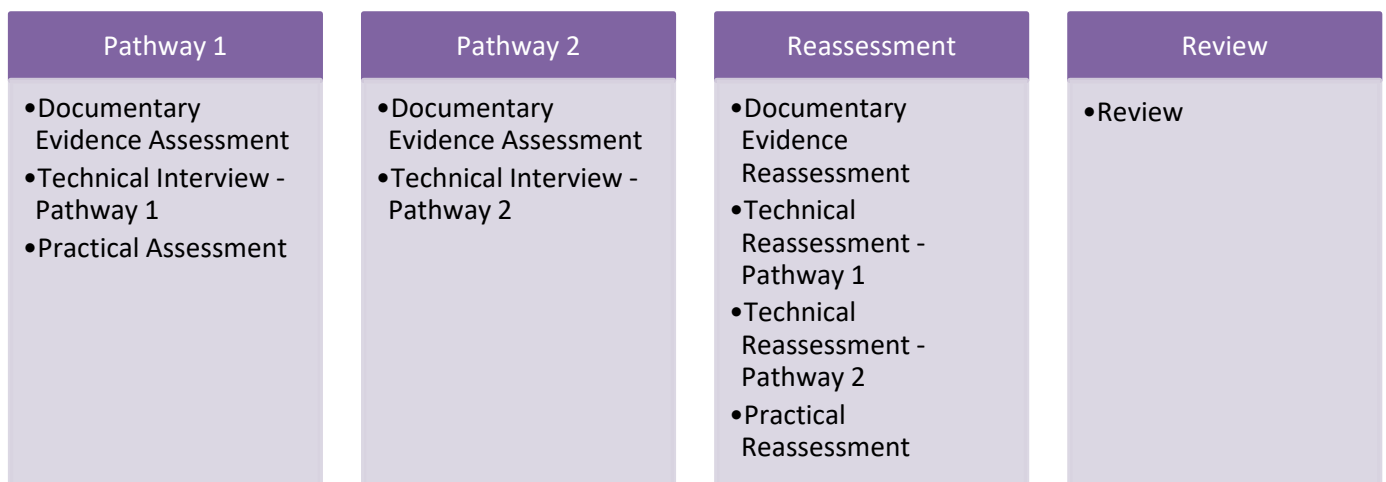 Pathway 1
•Documentary
Evidence Assessment
•Technical Interview -
Pathway 1
•Practical Assessment
Pathway 2
•Documentary
Evidence Assessment
•Technical Interview -
Pathway 2
Reassessment
•Documentary
Evidence
Reassessment
•Technical
Reassessment -
Pathway 1
•Technical
Reassessment -
Pathway 2
•Practical
Reassessment
Review
•Review